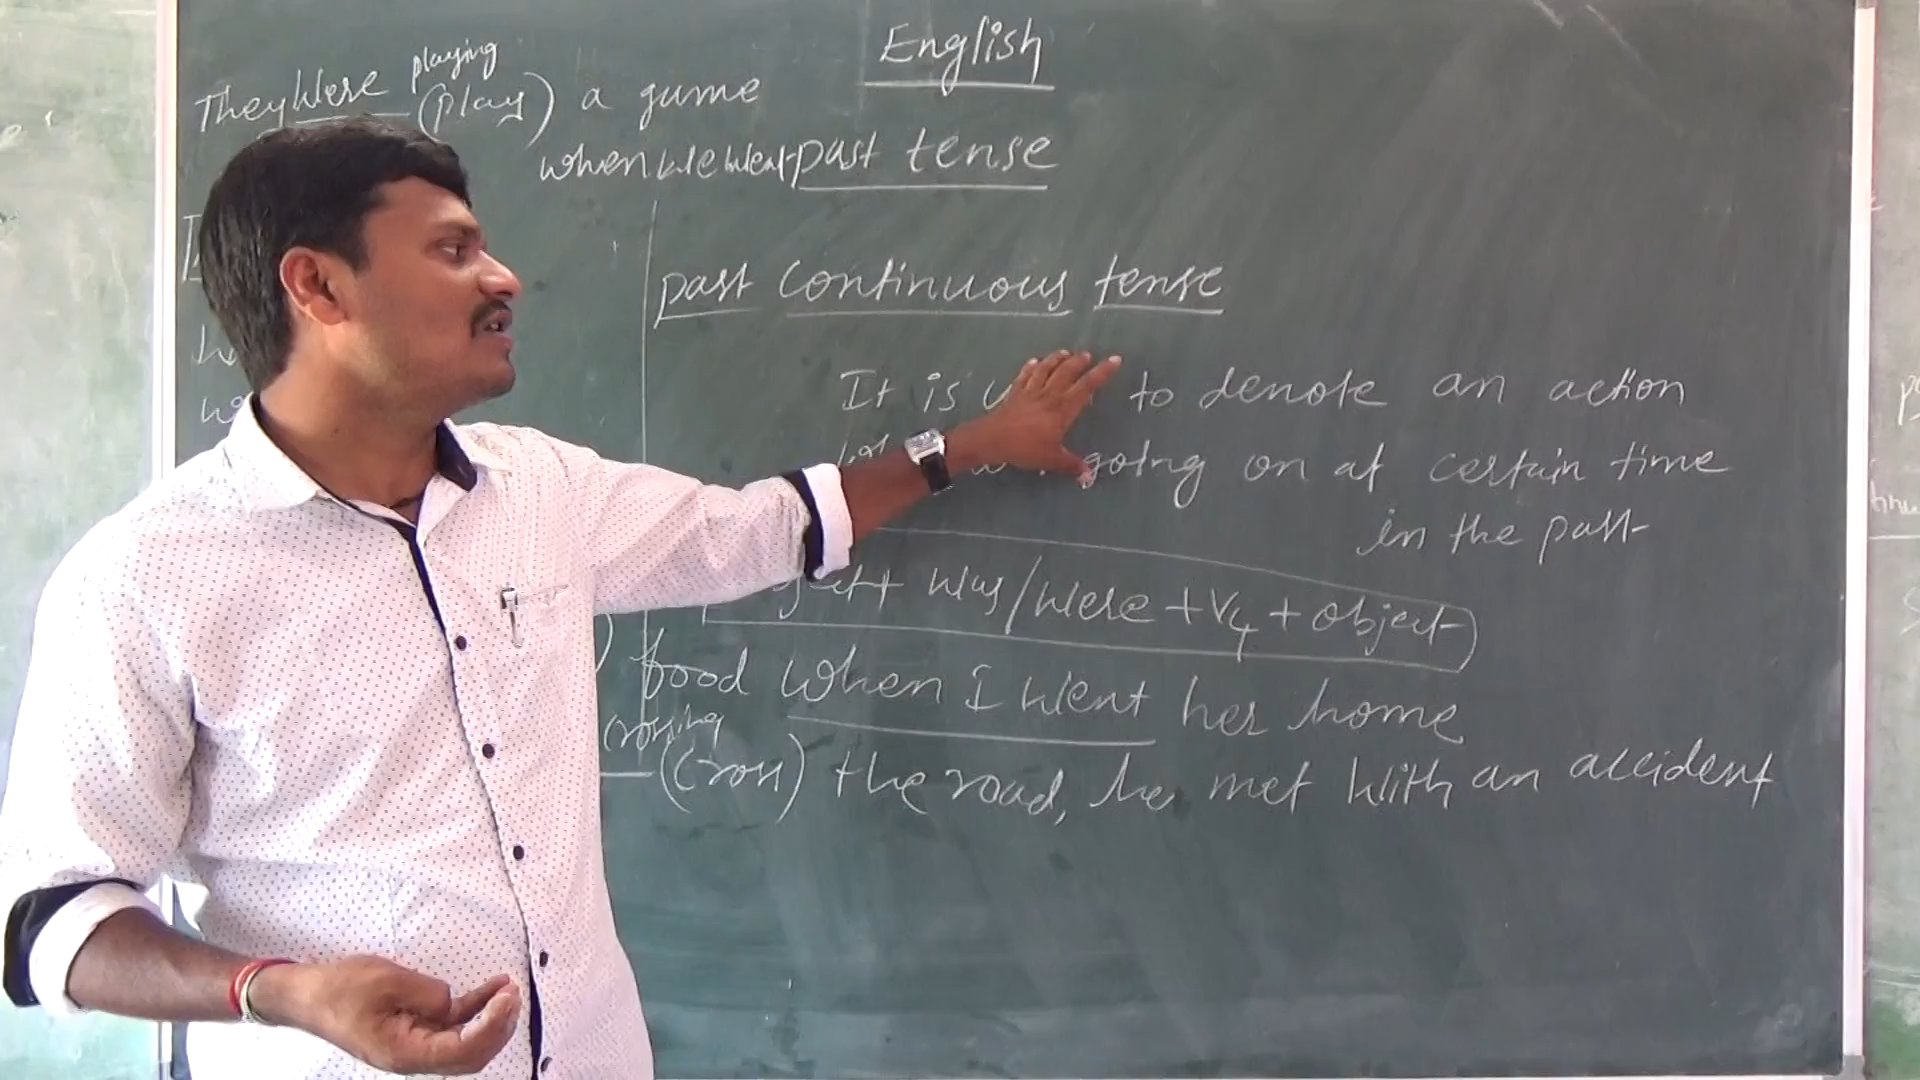 English
They were playing
(play) a game
when we went
past tense
past continuous tense
It is to denote an action
going on at certain time
in the past
was/were + V4 + object
food when I went her home
crossing
(cross) the road, he met with an accident